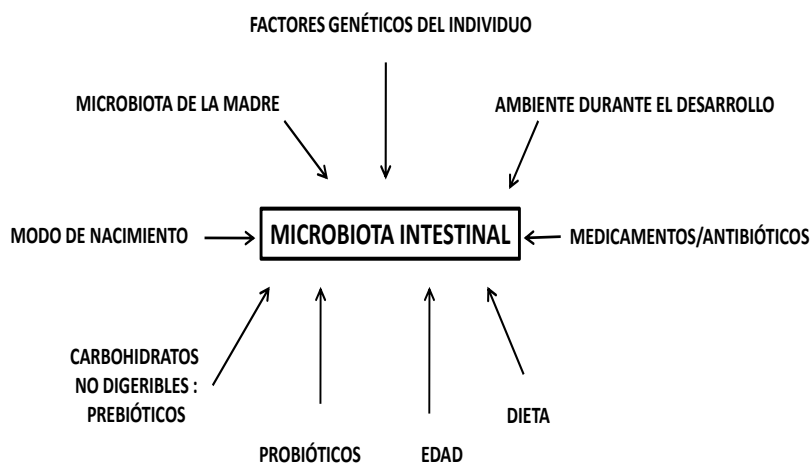 FACTORES GENÉTICOS DEL INDIVIDUO
MICROBIOTA DE LA MADRE
AMBIENTE DURANTE EL DESARROLLO
MODO DE NACIMIENTO
MICROBIOTA INTESTINAL
MEDICAMENTOS/ANTIBIÓTICOS
CARBOHIDRATOS
NO DIGERIBLES :
PREBIÓTICOS
DIETA
PROBIÓTICOS
EDAD